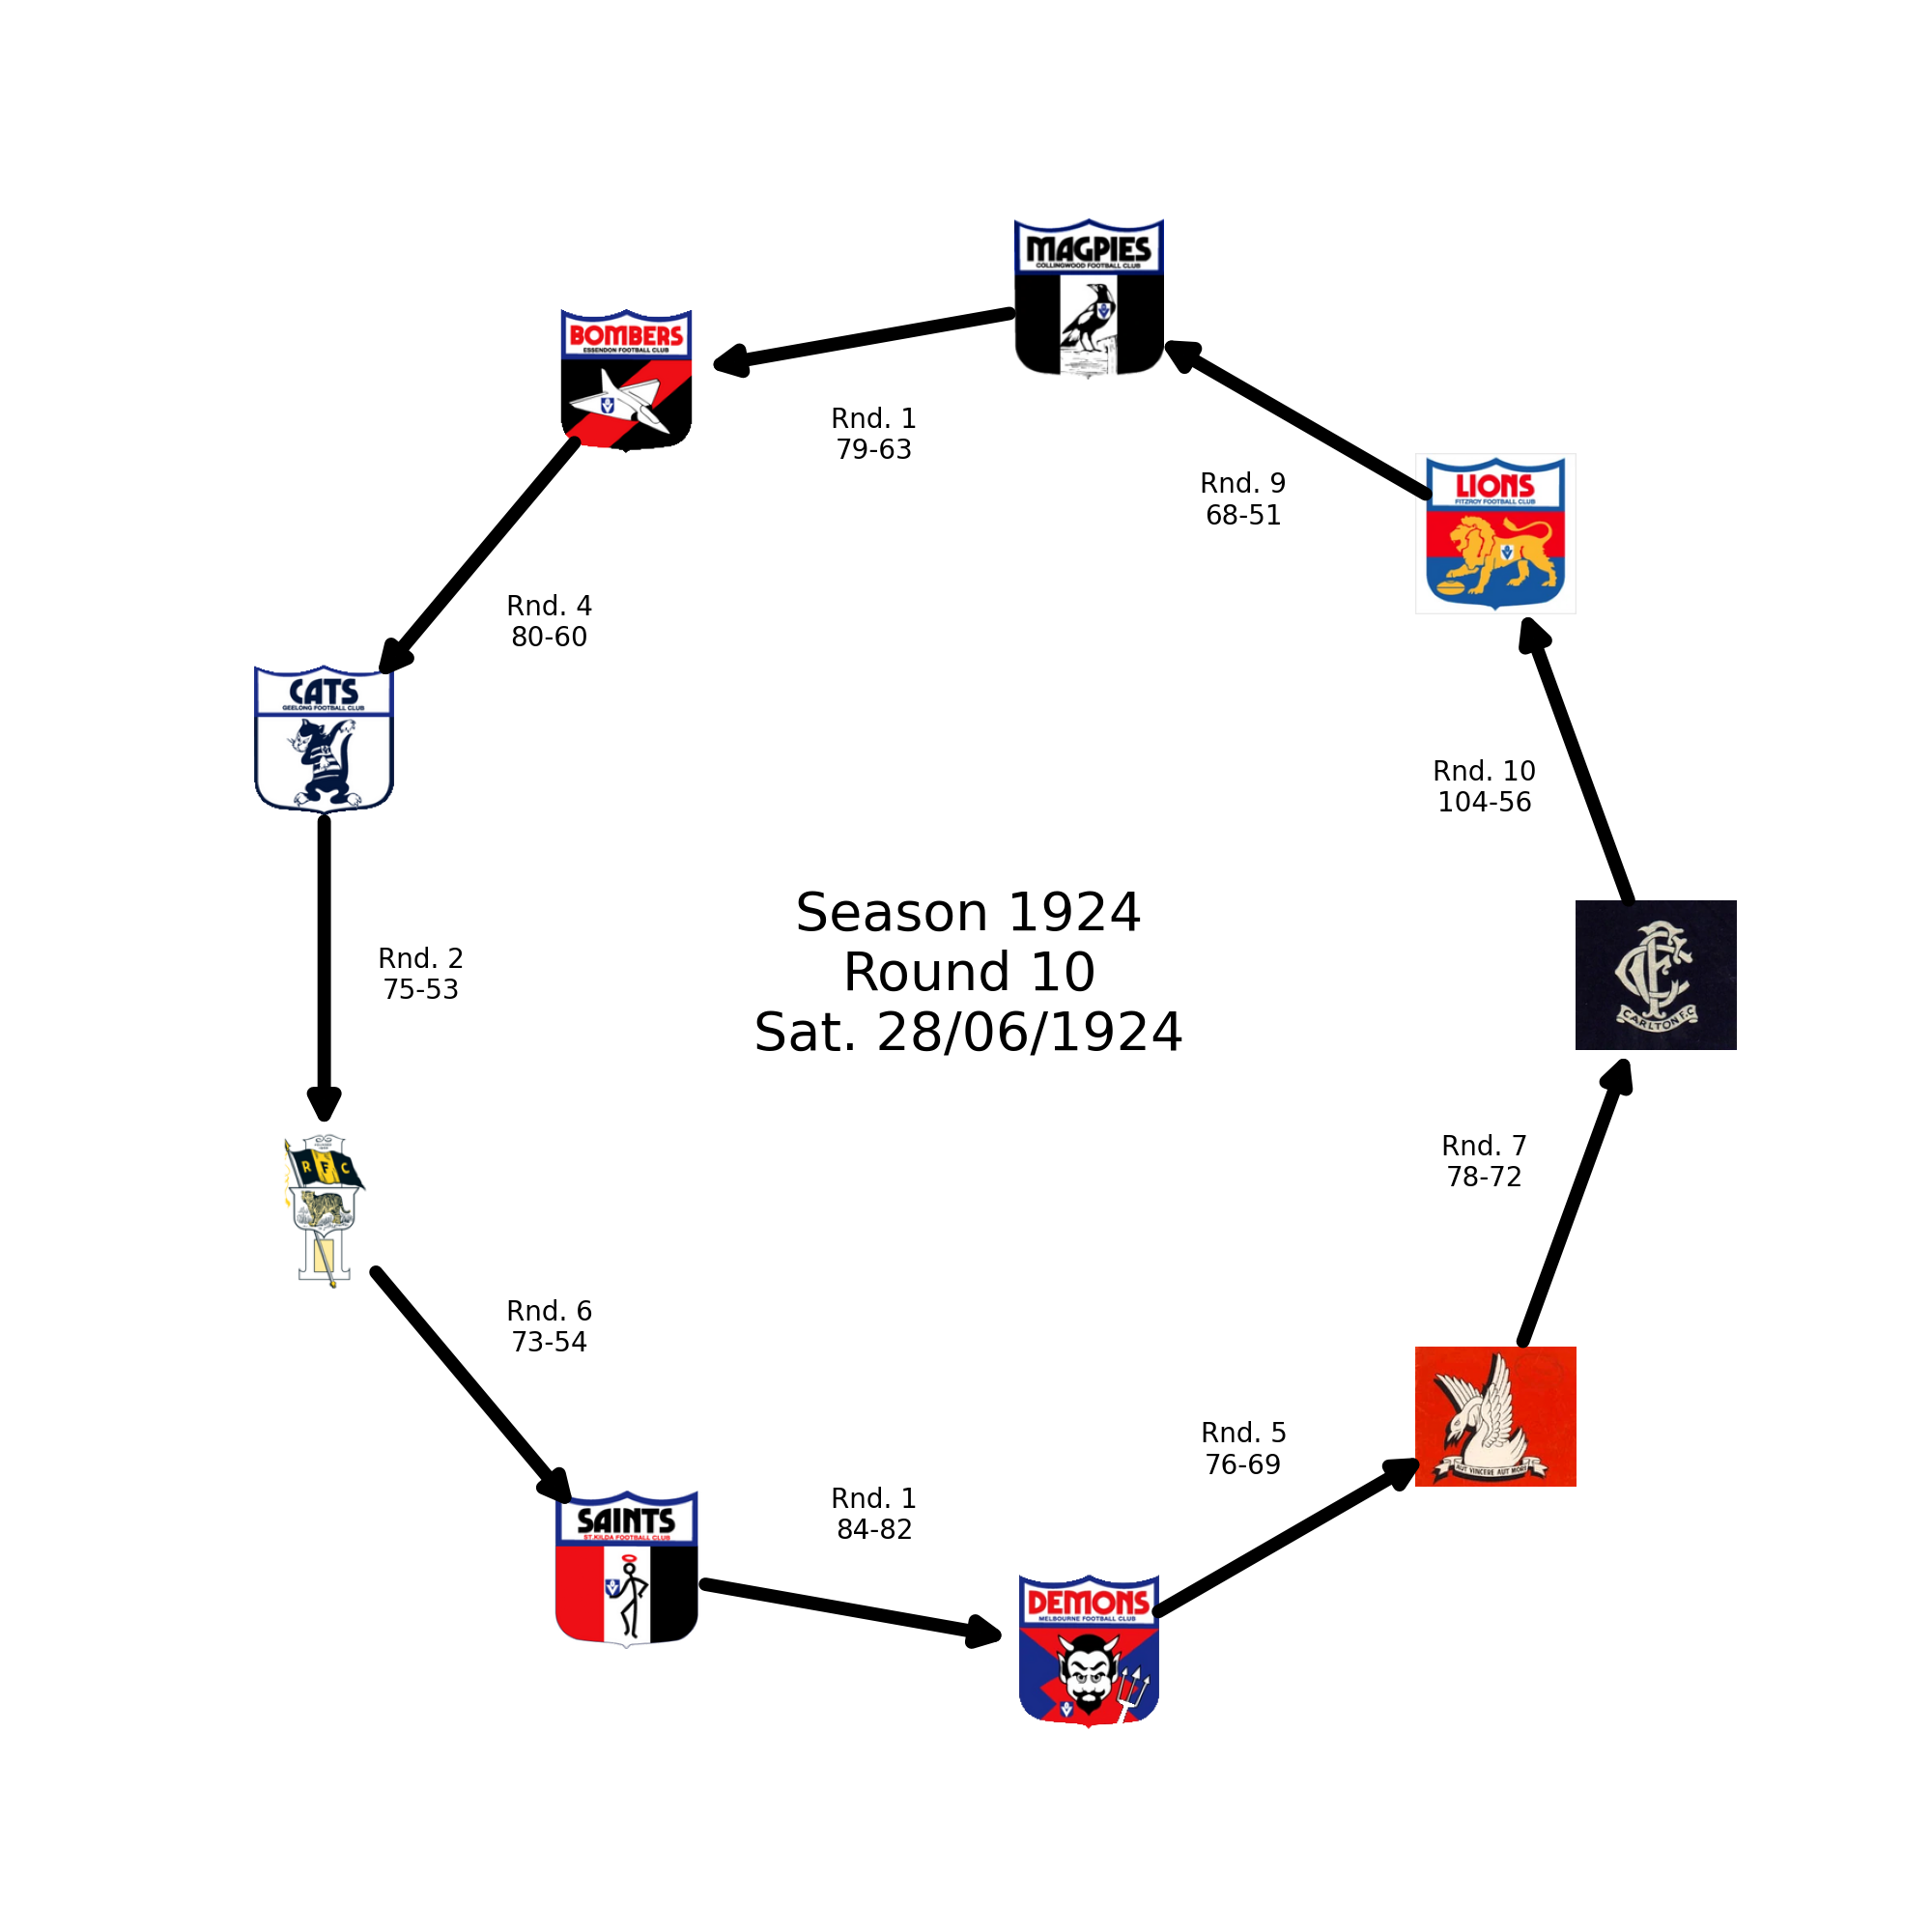 MAGPIES
COLLINGWOOD FOOTBALL CLUB
BOMBERS
ESSENDON FOOTBALL CLUB
Rnd. 1
79-63
LIONS
FITZROY FOOTBALL CLUB
Rnd. 9
68-51
Rnd. 4
80-60
CATS
GEELONG FOOTBALL CLUB
Rnd. 10
104-56
Season 1924
Round 10
Sat. 28/06/1924
CFC
CARLTON F.C
Rnd. 2
75-53
R F C
Rnd. 7
78-72
Rnd. 6
73-54
AUT VINCERE AUT MORI
Rnd. 5
76-69
SAINTS
ST.KILDA FOOTBALL CLUB
Rnd. 1
84-82
DEMONS
MELBOURNE FOOTBALL CLUB